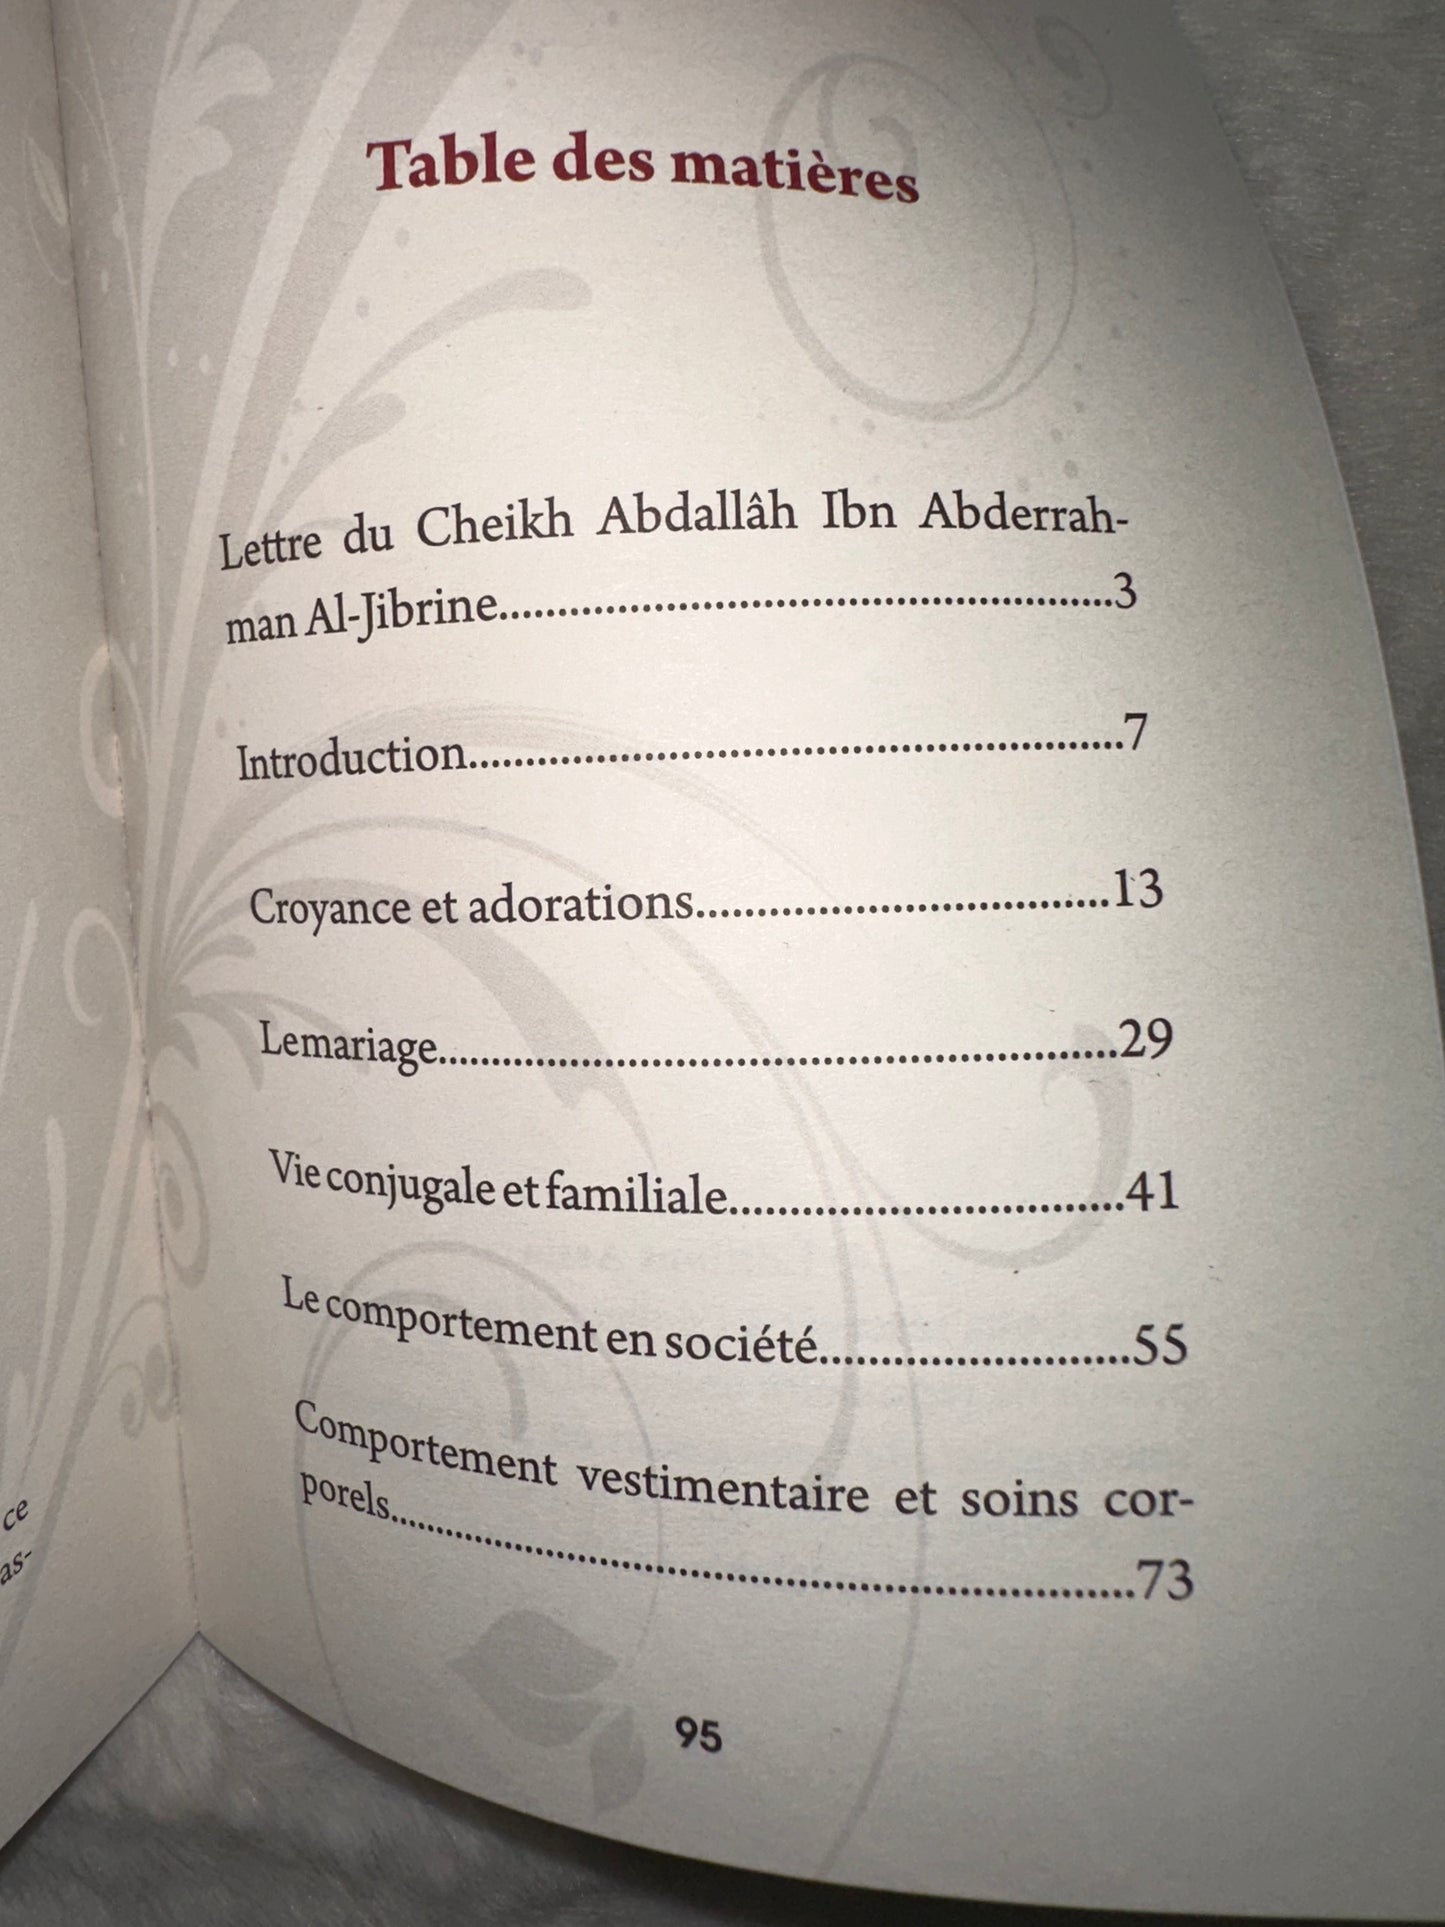 Table des matières
Lettre du Cheikh Abdallâh Ibn Abderrah-
man Al-Jibrine..................................................3
Introduction.......................................................7
Croyance et adorations...................................13
Lemariage........................................................29
Vie conjugale et familiale.................................41
Le comportement en société..........................55
Comportement vestimentaire et soins cor-
porels..............................................................73
95
ce
as-